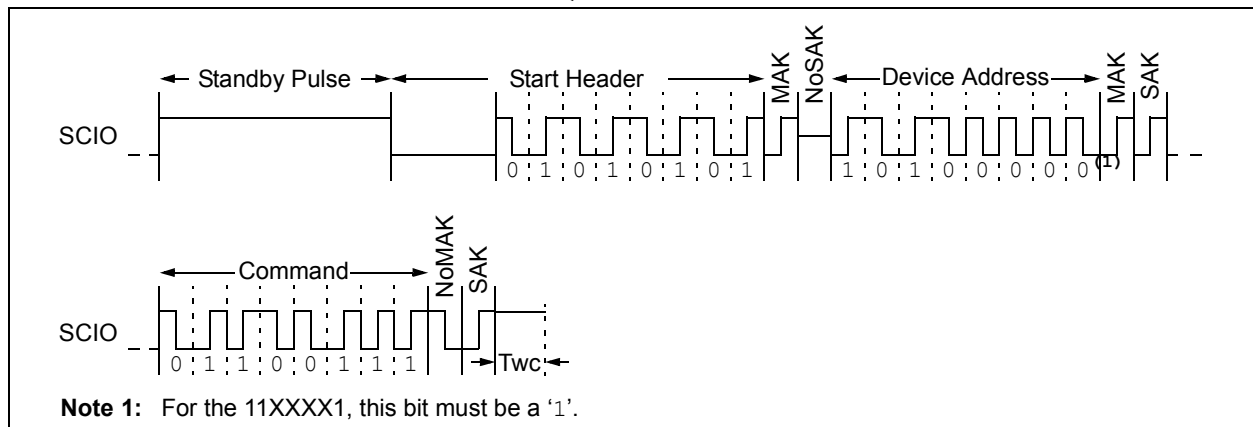 Standby Pulse Start Header MAK NoSAK Device Address MAK SAK
SCIO
0 1 0 1 0 1 0 1 1 0 1 0 0 0 0 0 (1)
Command NoMAK SAK
SCIO
0 1 1 0 0 1 1 1 Twc
Note 1: For the 11XXXX1, this bit must be a ‘1’.